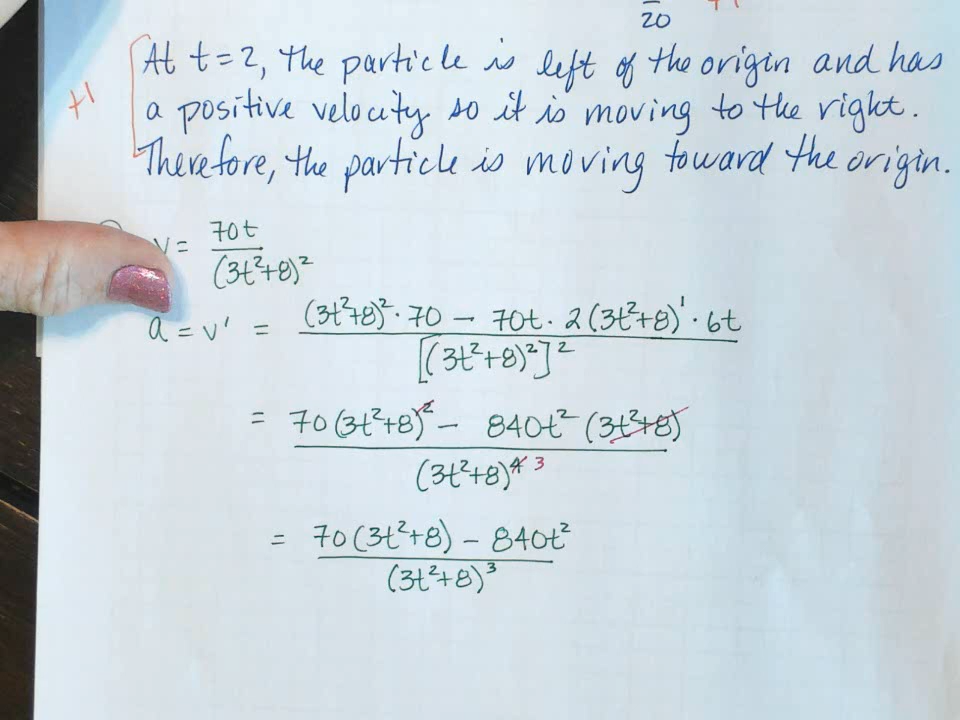 20 +1
At t=2, the particle is left of the origin and has
+1 a positive velocity so it is moving to the right.
Therefore, the particle is moving toward the origin.
v = 70t / (3t²+8)²
a = v' = (3t²+8)²·70 − 70t·2(3t²+8)¹·6t / [(3t²+8)²]²
= 70(3t²+8)² − 840t²(3t²+8) / (3t²+8)⁴ 3
= 70(3t²+8) − 840t² / (3t²+8)³